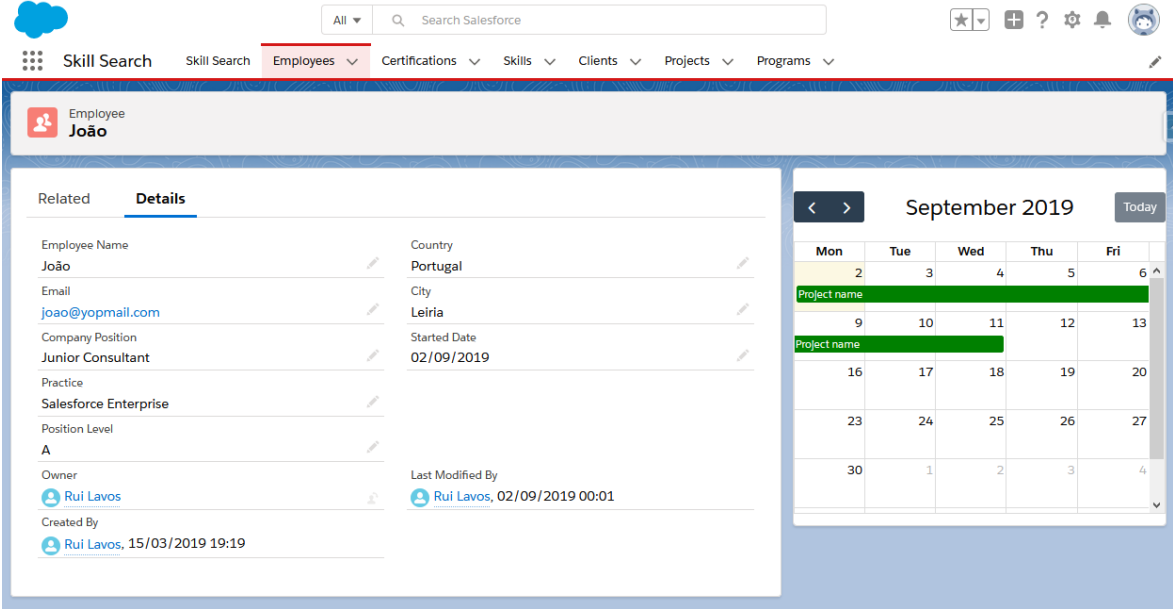 All
Search Salesforce
Skill Search
Skill Search Employees Certifications Skills Clients Projects Programs
Employee
João
Related Details
Employee Name
João
Email
joao@yopmail.com
Company Position
Junior Consultant
Practice
Salesforce Enterprise
Position Level
A
Owner
Rui Lavos
Created By
Rui Lavos, 15/03/2019 19:19
Country
Portugal
City
Leiria
Started Date
02/09/2019
Last Modified By
Rui Lavos, 02/09/2019 00:01
September 2019
Today
Mon Tue Wed Thu Fri
2 3 4 5 6
Project name
9 10 11 12 13
Project name
16 17 18 19 20
23 24 25 26 27
30 1 2 3 4